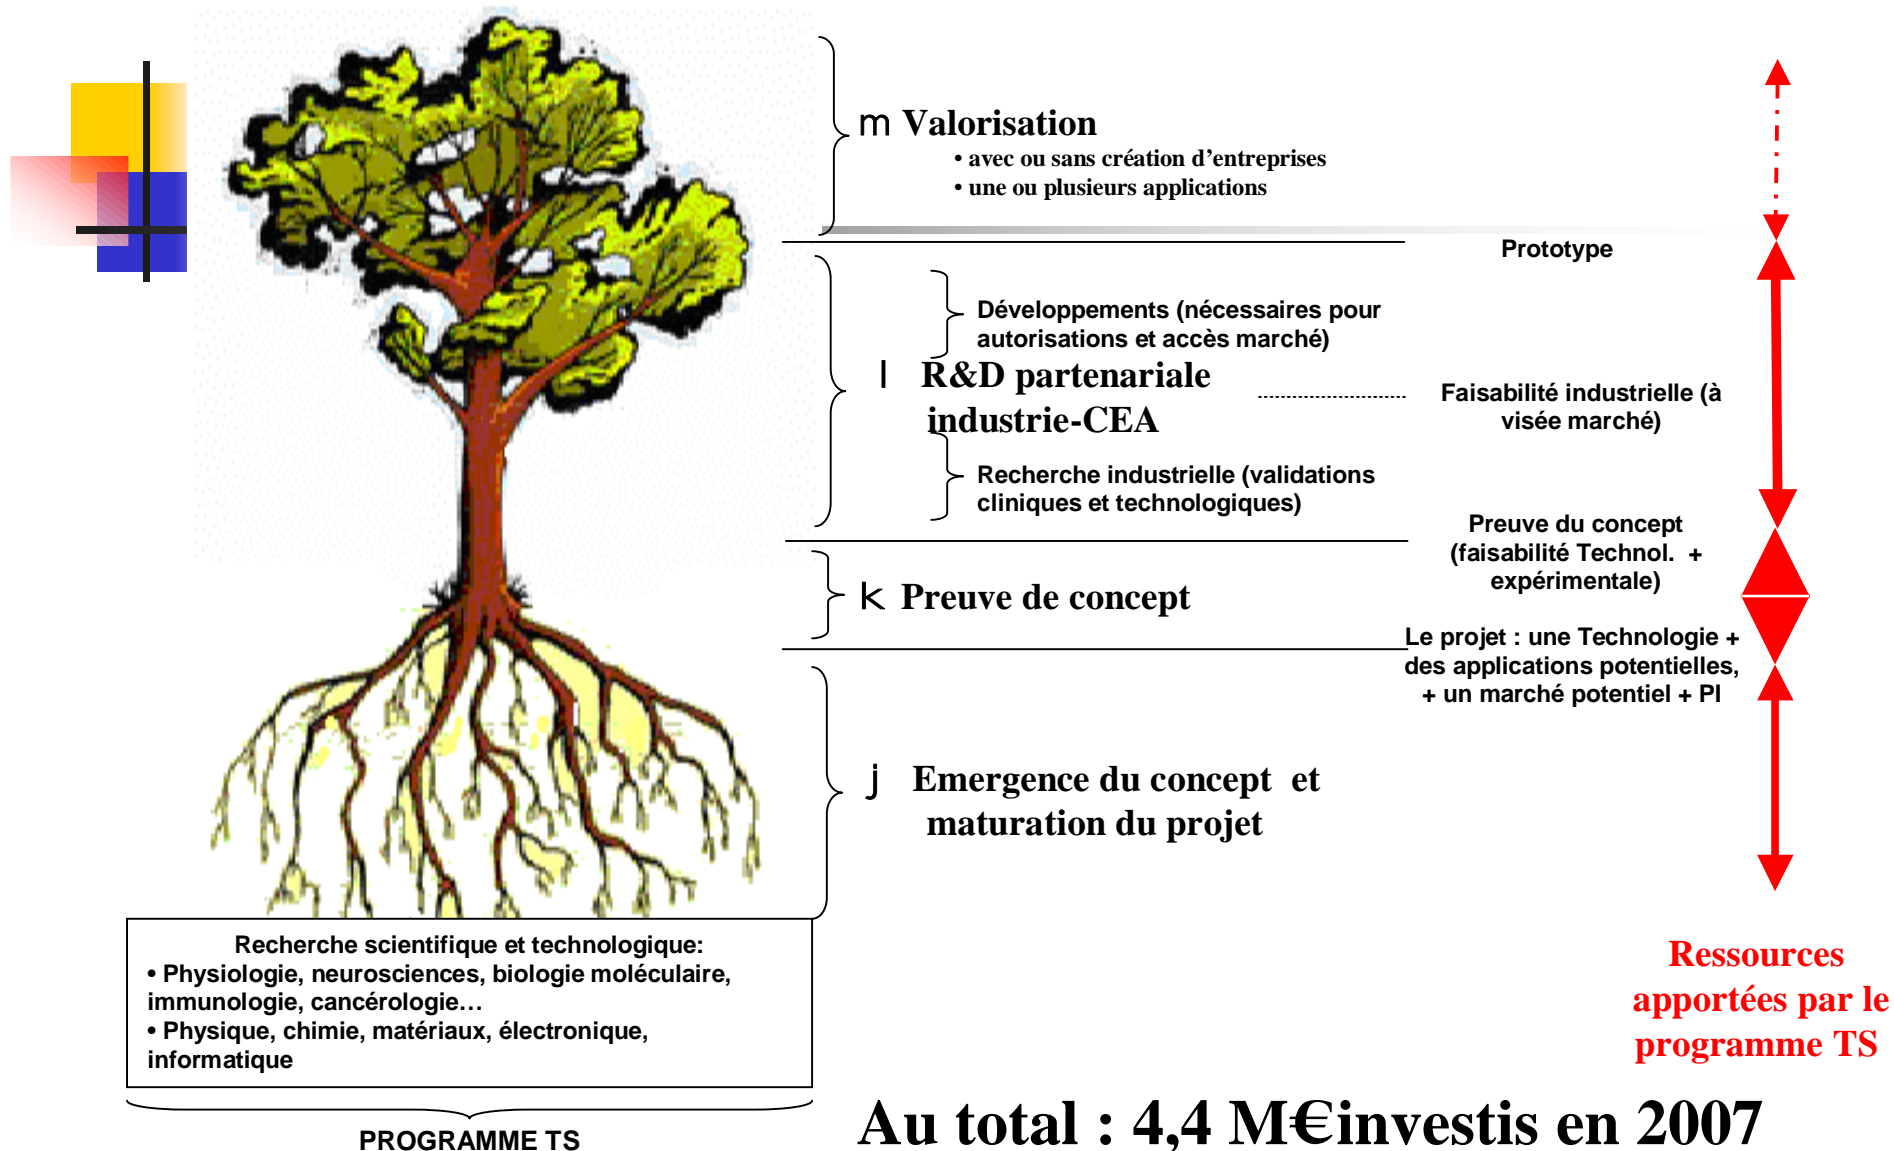 m Valorisation
• avec ou sans création d’entreprises
• une ou plusieurs applications
Prototype
Développements (nécessaires pour
autorisations et accès marché)
l R&D partenariale
industrie-CEA
Faisabilité industrielle (à
visée marché)
Recherche industrielle (validations
cliniques et technologiques)
Preuve du concept
(faisabilité Technol. +
expérimentale)
k Preuve de concept
Le projet : une Technologie +
des applications potentielles,
+ un marché potentiel + PI
j Emergence du concept et
maturation du projet
Recherche scientifique et technologique:
• Physiologie, neurosciences, biologie moléculaire,
immunologie, cancérologie…
• Physique, chimie, matériaux, électronique,
informatique
Ressources
apportées par le
programme TS
PROGRAMME TS
Au total : 4,4 M€investis en 2007